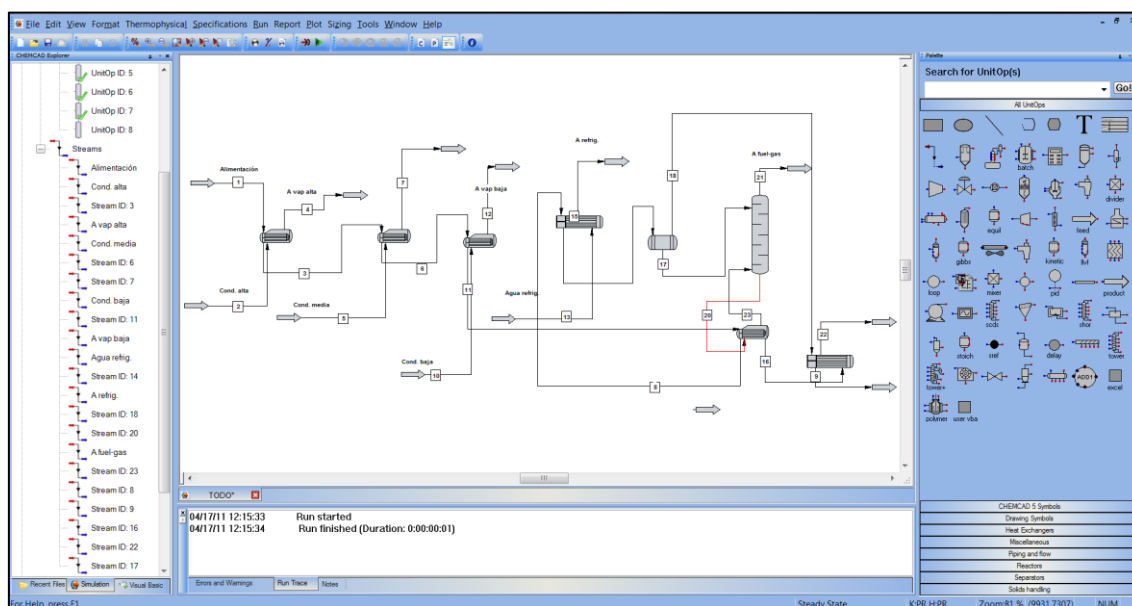 File Edit View Format Thermophysical Specifications Run Report Plot Sizing Tools Window Help
CHEMCAD Explorer
UnitOp ID: 5
UnitOp ID: 6
UnitOp ID: 7
UnitOp ID: 8
Streams
Alimentación
Cond. alta
Stream ID: 3
A vap alta
Cond. media
Stream ID: 6
Stream ID: 7
Cond. baja
Stream ID: 11
A vap baja
Agua refrig.
Stream ID: 14
A refrig.
Stream ID: 18
Stream ID: 20
A fuel-gas
Stream ID: 23
Stream ID: 8
Stream ID: 9
Stream ID: 16
Stream ID: 22
Stream ID: 17
Recent Files Simulation Visual Basic
A refrig.
18
A fuel-gas
21
7
Alimentación
1
A vap alta
4
A vap baja
12
15
17
3
6
11
Agua refrig.
13
Cond. alta
2
Cond. media
5
20
23
22
16
Cond. baja
10
8
9
TODO*
04/17/11 12:15:33 Run started
04/17/11 12:15:34 Run finished (Duration: 0:00:00:01)
Errors and Warnings Run Trace Notes
Palette
Search for UnitOp(s)
Go!
All UnitOps
T
batch
divider
equil
feed
gibbs
kinetic
llvf
loop
mixer
pid
product
scds
shor
stoich
sref
delay
tower
tower+
ADD1
excel
polymer
user vba
CHEMCAD 5 Symbols
Drawing Symbols
Heat Exchangers
Miscellaneous
Piping and flow
Reactors
Separators
Solids handling
For Help, press F1
Steady State
K:PR H:PR
Zoom:81 % (9931,7307)
NUM